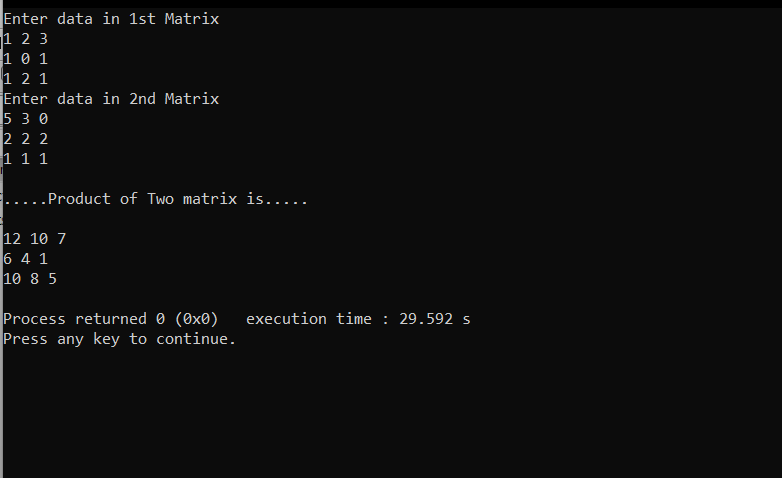 Enter data in 1st Matrix
1 2 3
1 0 1
1 2 1
Enter data in 2nd Matrix
5 3 0
2 2 2
1 1 1
.....Product of Two matrix is.....
12 10 7
6 4 1
10 8 5
Process returned 0 (0x0)   execution time : 29.592 s
Press any key to continue.